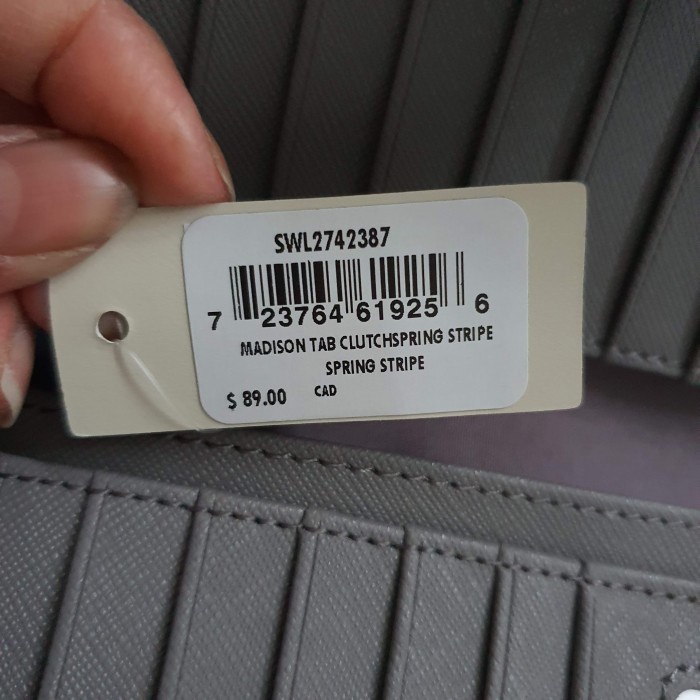 SWL2742387
7 23764 61925 6
MADISON TAB CLUTCHSPRING STRIPE
SPRING STRIPE
$ 89.00 CAD